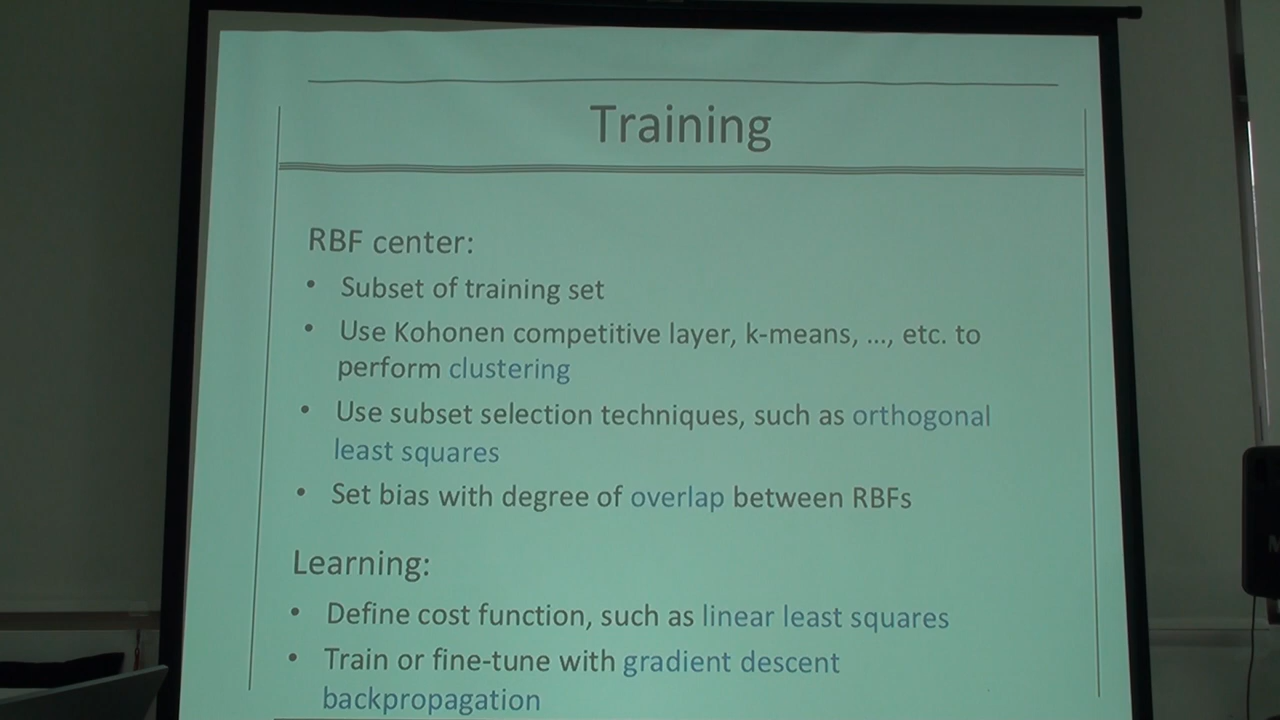 Training
RBF center:
• Subset of training set
• Use Kohonen competitive layer, k-means, ..., etc. to
perform clustering
• Use subset selection techniques, such as orthogonal
least squares
• Set bias with degree of overlap between RBFs
Learning:
• Define cost function, such as linear least squares
• Train or fine-tune with gradient descent
backpropagation